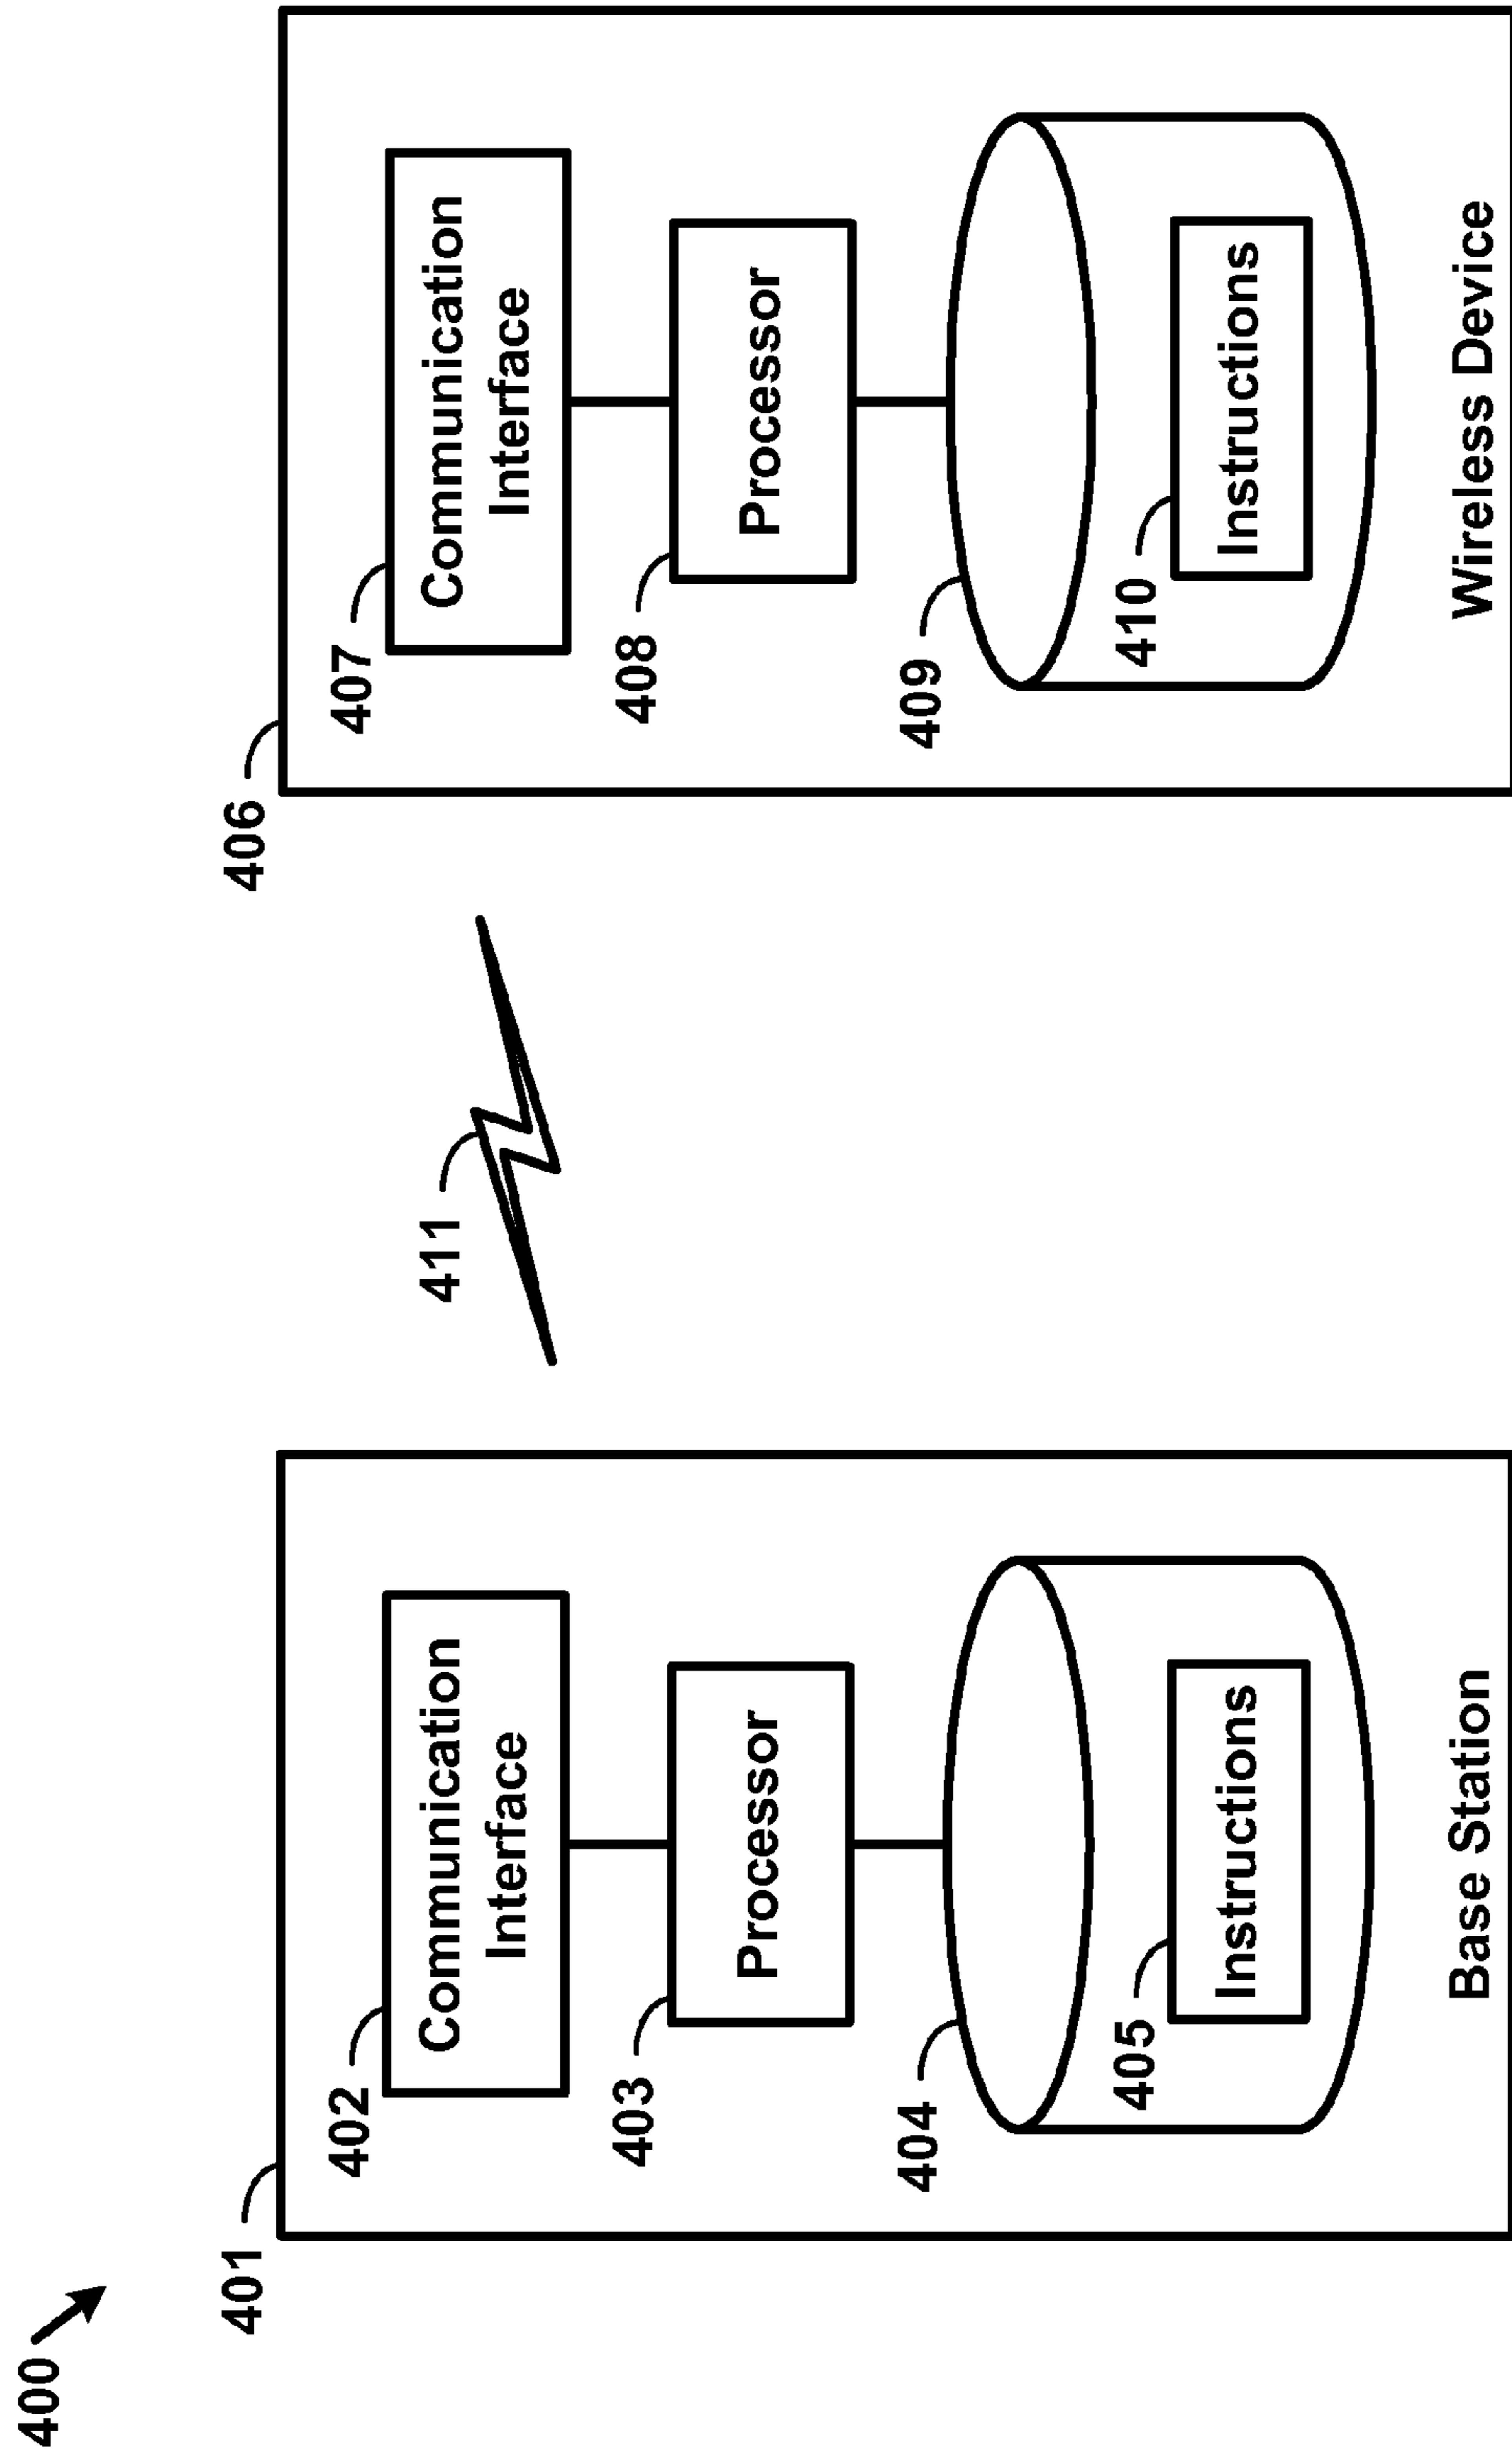 400
401
402
Communication
Interface
403
Processor
404
405
Instructions
Base Station
411
406
407
Communication
Interface
408
Processor
409
410
Instructions
Wireless Device